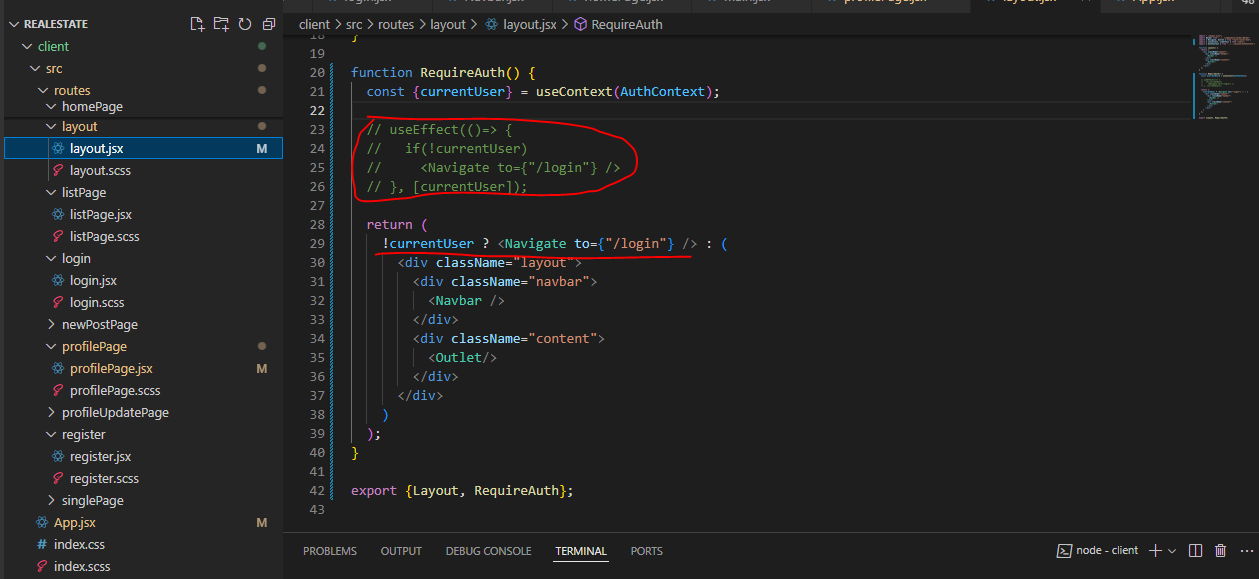 REALESTATE
client
src
routes
homePage
layout
layout.jsx M
layout.scss
listPage
listPage.jsx
listPage.scss
login
login.jsx
login.scss
newPostPage
profilePage
profilePage.jsx M
profilePage.scss
profileUpdatePage
register
register.jsx
register.scss
singlePage
App.jsx M
# index.css
index.scss
client > src > routes > layout > layout.jsx > RequireAuth
18 }
19
20 function RequireAuth() {
21 const {currentUser} = useContext(AuthContext);
22
23 // useEffect(()=> {
24 //   if(!currentUser)
25 //     <Navigate to={"/login"} />
26 // }, [currentUser]);
27
28 return (
29 !currentUser ? <Navigate to={"/login"} /> : (
30 <div className="layout">
31 <div className="navbar">
32 <Navbar />
33 </div>
34 <div className="content">
35 <Outlet/>
36 </div>
37 </div>
38 )
39 );
40 }
41
42 export {Layout, RequireAuth};
43
PROBLEMS OUTPUT DEBUG CONSOLE TERMINAL PORTS node - client